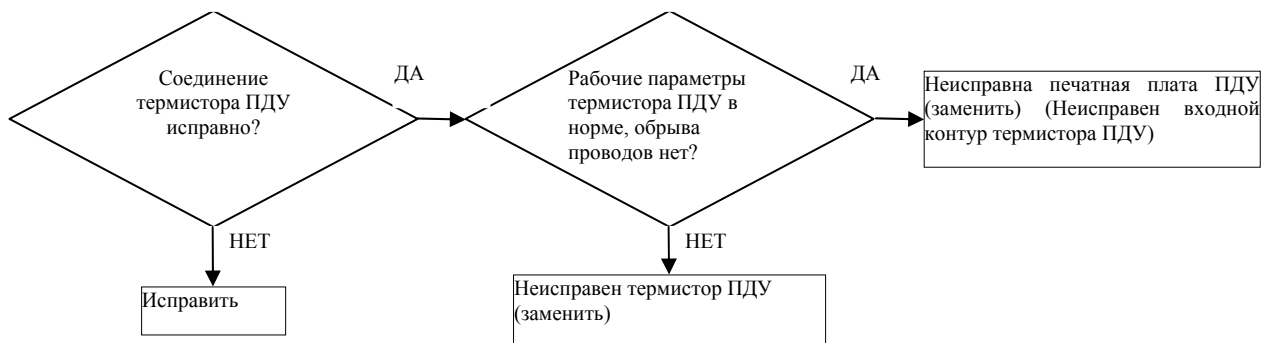 Соединение
термистора ПДУ
исправно?
ДА
Рабочие параметры
термистора ПДУ в
норме, обрыва
проводов нет?
ДА
Неисправна печатная плата ПДУ
(заменить) (Неисправен входной
контур термистора ПДУ)
НЕТ
НЕТ
Исправить
Неисправен термистор ПДУ
(заменить)